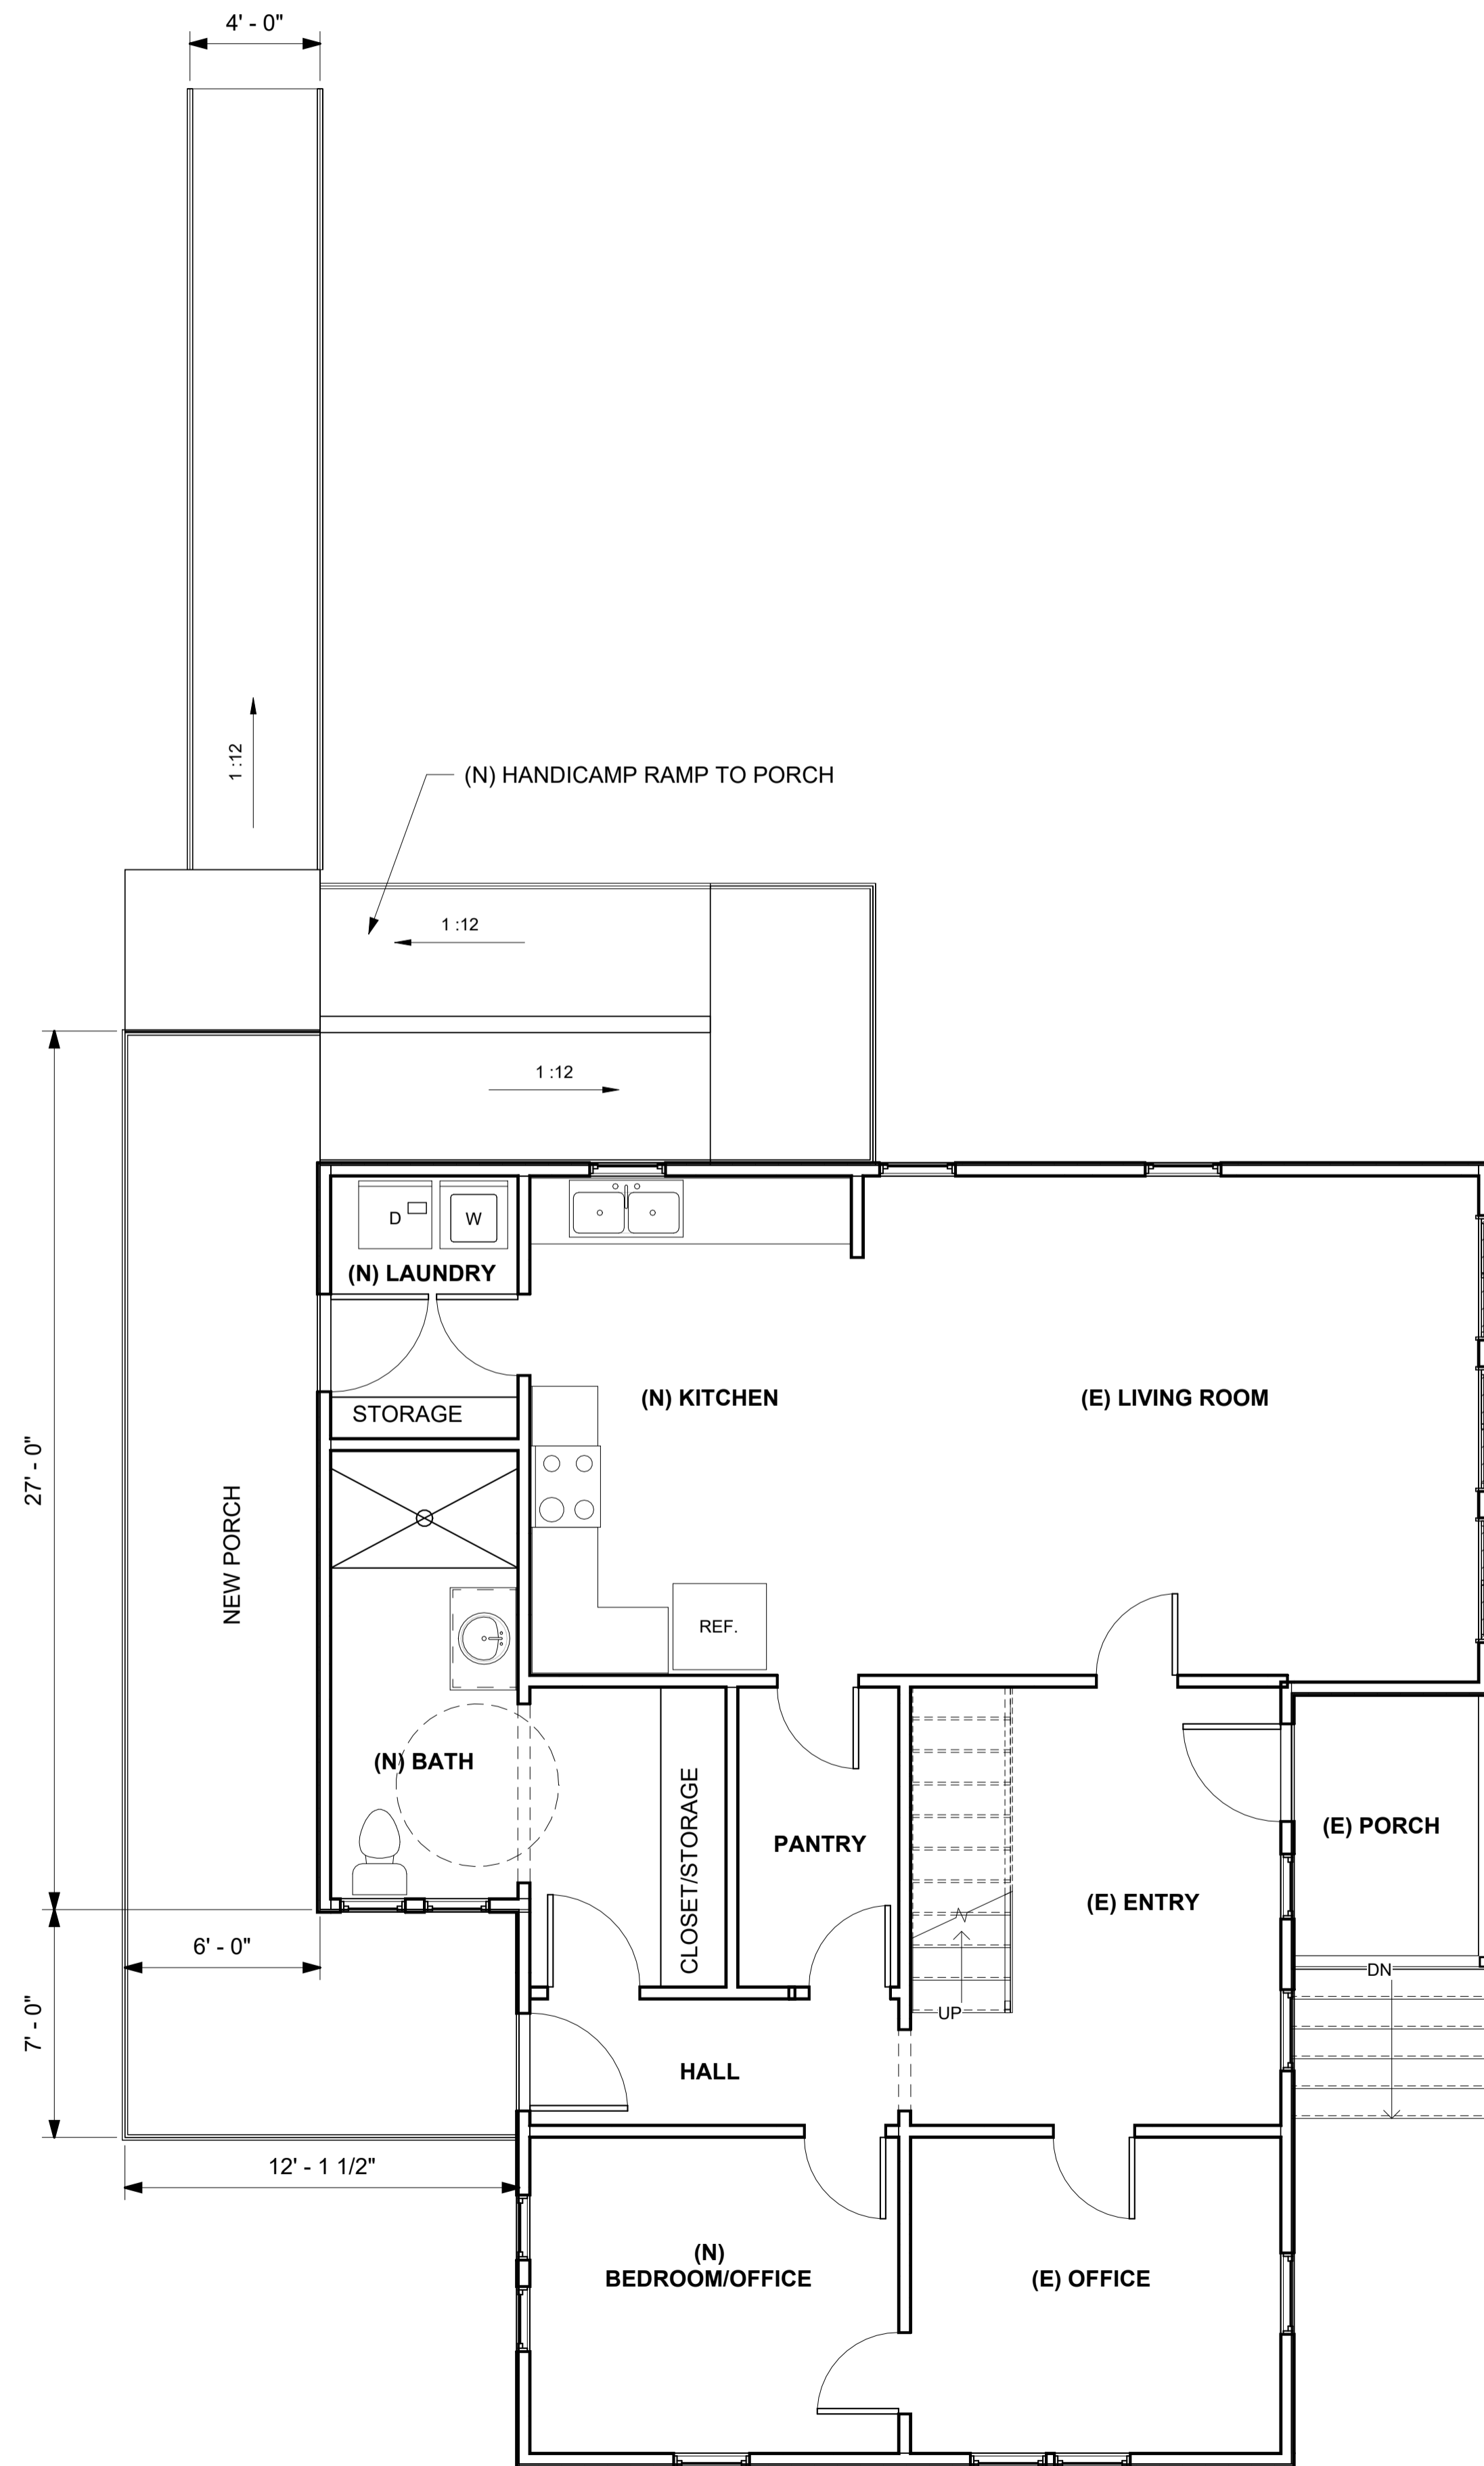 4' - 0"
1 :12
(N) HANDICAMP RAMP TO PORCH
1 :12
1 :12
D
W
(N) LAUNDRY
STORAGE
(N) KITCHEN
(E) LIVING ROOM
27' - 0"
NEW PORCH
REF.
(N) BATH
CLOSET/STORAGE
PANTRY
(E) PORCH
(E) ENTRY
6' - 0"
DN
7' - 0"
UP
HALL
12' - 1 1/2"
(N)
BEDROOM/OFFICE
(E) OFFICE